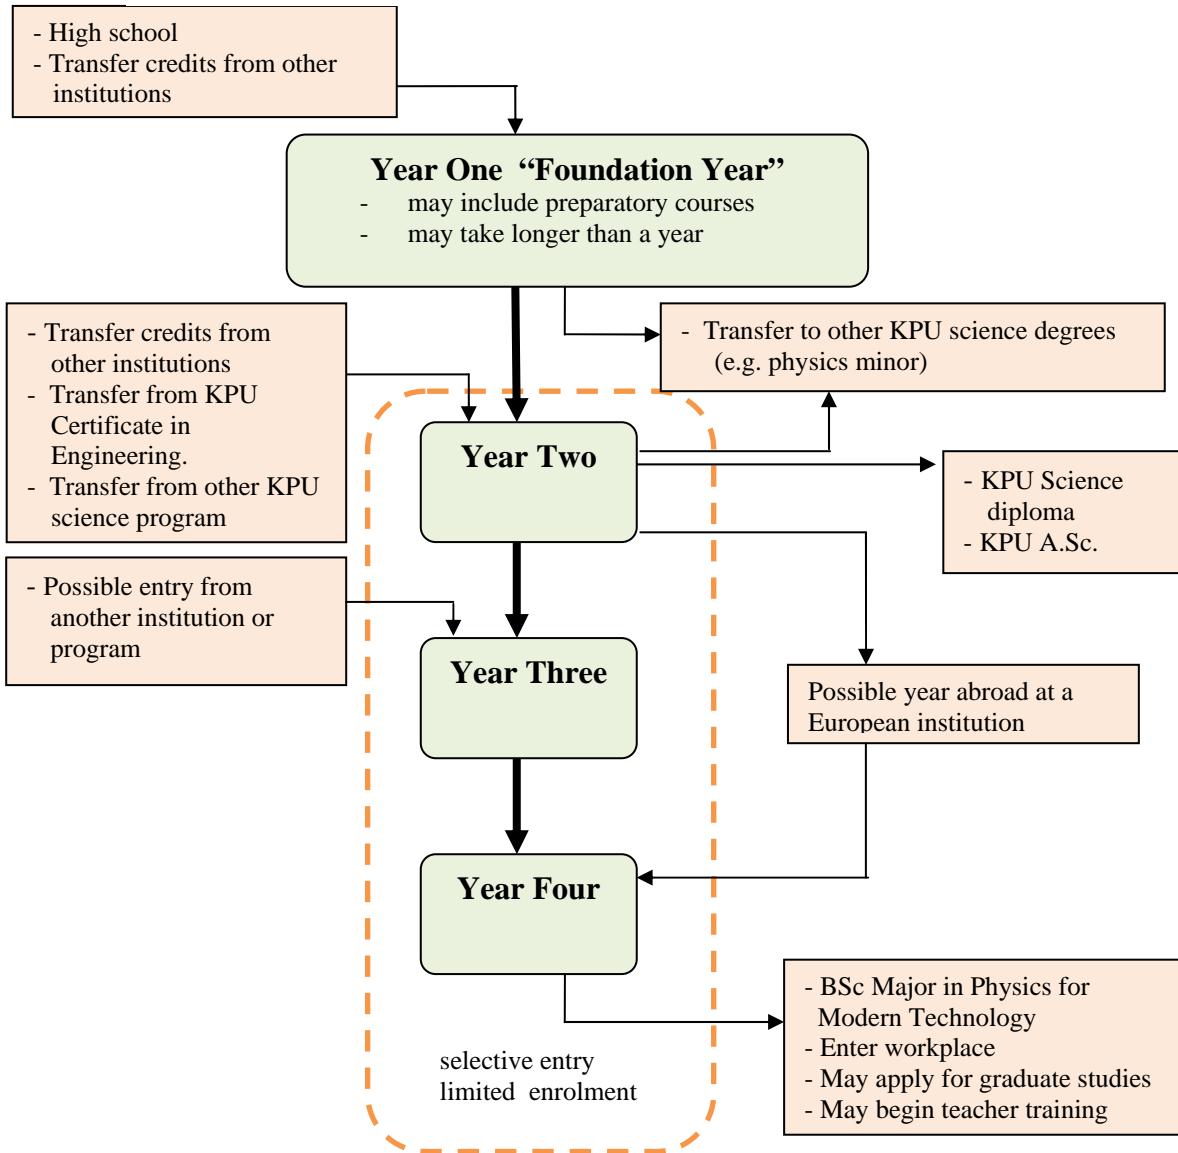 - High school
- Transfer credits from other
institutions
Year One “Foundation Year”
- may include preparatory courses
- may take longer than a year
- Transfer credits from
other institutions
- Transfer from KPU
Certificate in
Engineering.
- Transfer from other KPU
science program
- Transfer to other KPU science degrees
(e.g. physics minor)
Year Two
- KPU Science
diploma
- KPU A.Sc.
- Possible entry from
another institution or
program
Year Three
Possible year abroad at a
European institution
Year Four
- BSc Major in Physics for
Modern Technology
- Enter workplace
- May apply for graduate studies
- May begin teacher training
selective entry
limited enrolment